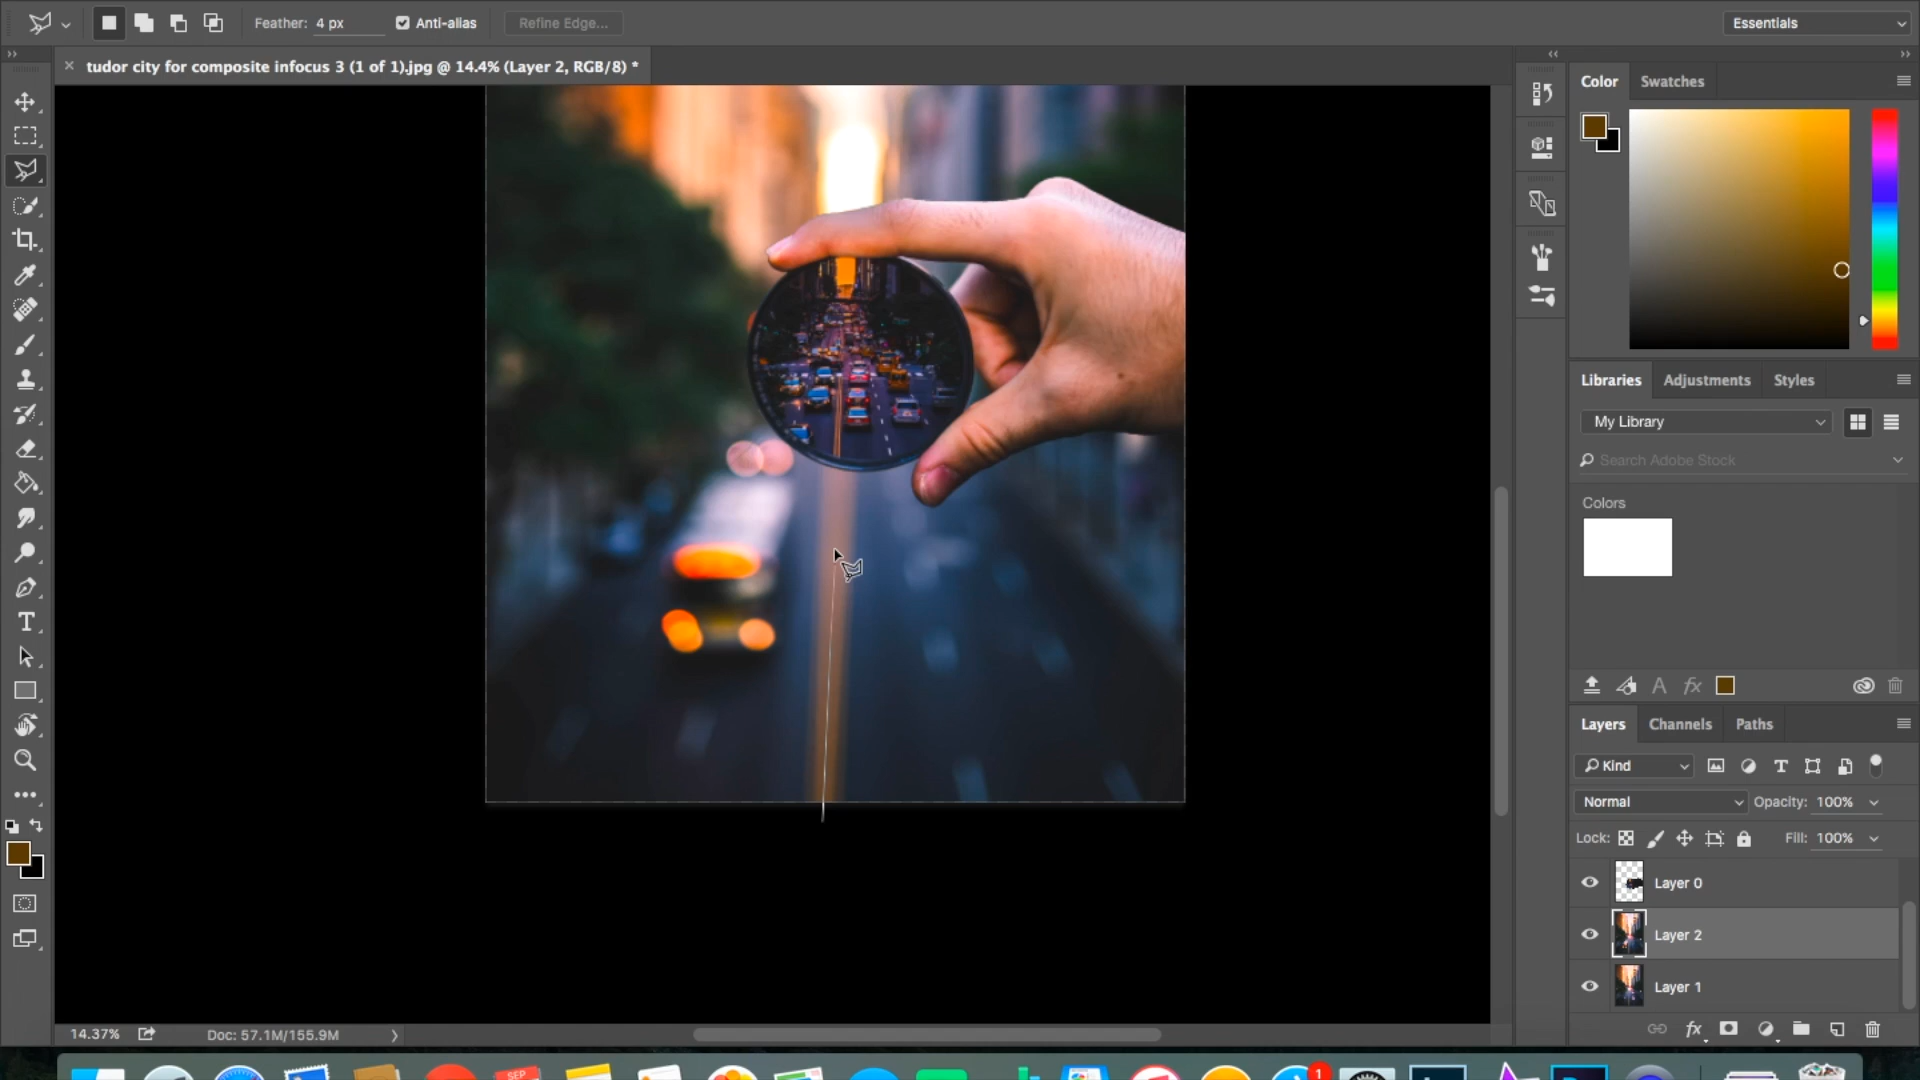 Feather: 4 px
Anti-alias
Refine Edge...
Essentials
tudor city for composite infocus 3 (1 of 1).jpg @ 14.4% (Layer 2, RGB/8) *
Color
Swatches
Libraries
Adjustments
Styles
My Library
Search Adobe Stock
Colors
Layers
Channels
Paths
Kind
Normal
Opacity: 100%
Lock:
Fill: 100%
Layer 0
Layer 2
Layer 1
14.37%
Doc: 57.1M/155.9M
SEP
1